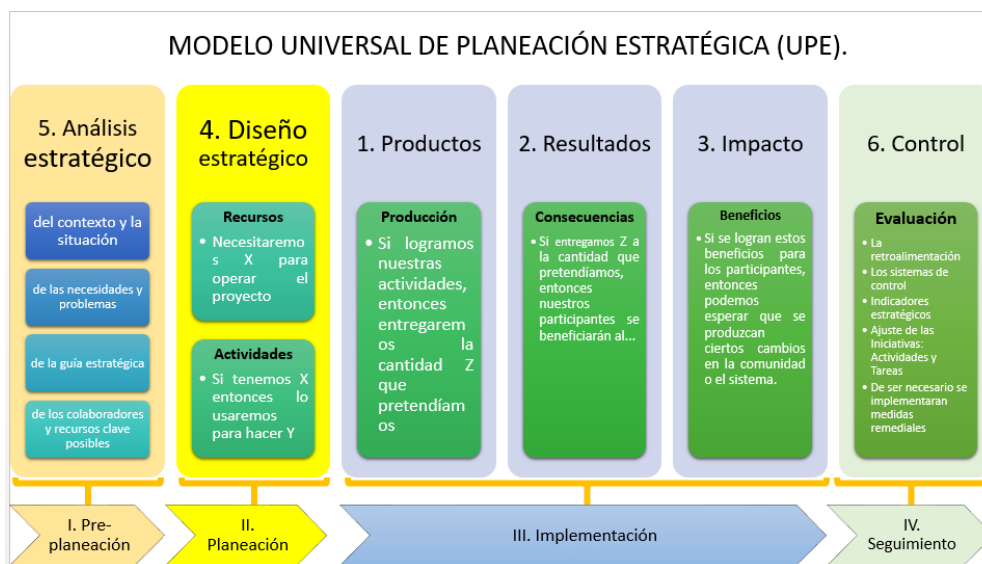 MODELO UNIVERSAL DE PLANEACIÓN ESTRATÉGICA (UPE).
5. Análisis
estratégico
del contexto y la
situación
de las necesidades y
problemas
de la guía estratégica
de los colaboradores
y recursos clave
posibles
4. Diseño
estratégico
Recursos
• Necesitaremo
s X para
operar el
proyecto
Actividades
• Si tenemos X
entonces lo
usaremos
para hacer Y
1. Productos
Producción
• Si logramos
nuestras
actividades,
entonces
entregarem
os la
cantidad Z
que
pretendíam
os
2. Resultados
Consecuencias
• Si entregamos Z a
la cantidad que
pretendíamos,
entonces
nuestros
participantes se
beneficiarán al...
3. Impacto
Beneficios
• Si se logran estos
beneficios para
los participantes,
entonces
podemos
esperar que se
produzcan
ciertos cambios
en la comunidad
o el sistema.
6. Control
Evaluación
• La
retroalimentación
• Los sistemas de
control
• Indicadores
estratégicos
• Ajuste de las
Iniciativas:
Actividades y
Tareas
• De ser necesario se
implementaran
medidas
remediales
I. Pre-
planeación
II.
Planeación
III. Implementación
IV.
Seguimiento